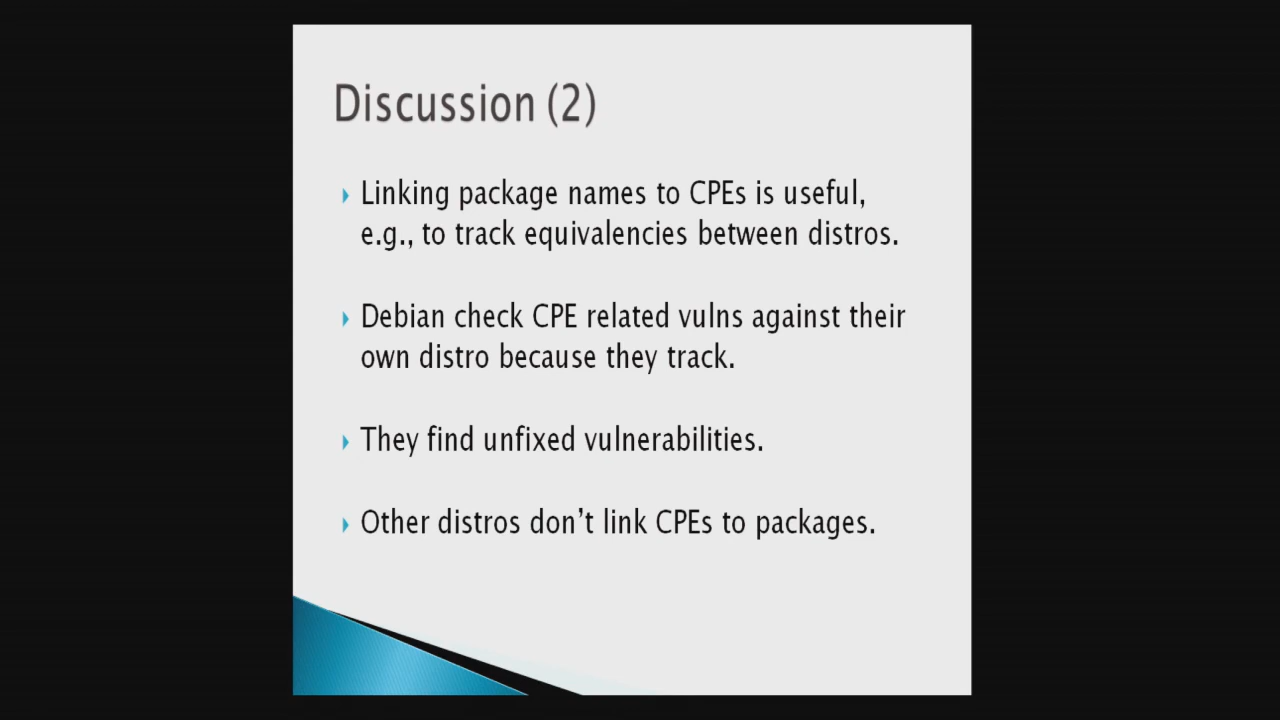 Discussion (2)
Linking package names to CPEs is useful,
e.g., to track equivalencies between distros.
Debian check CPE related vulns against their
own distro because they track.
They find unfixed vulnerabilities.
Other distros don’t link CPEs to packages.